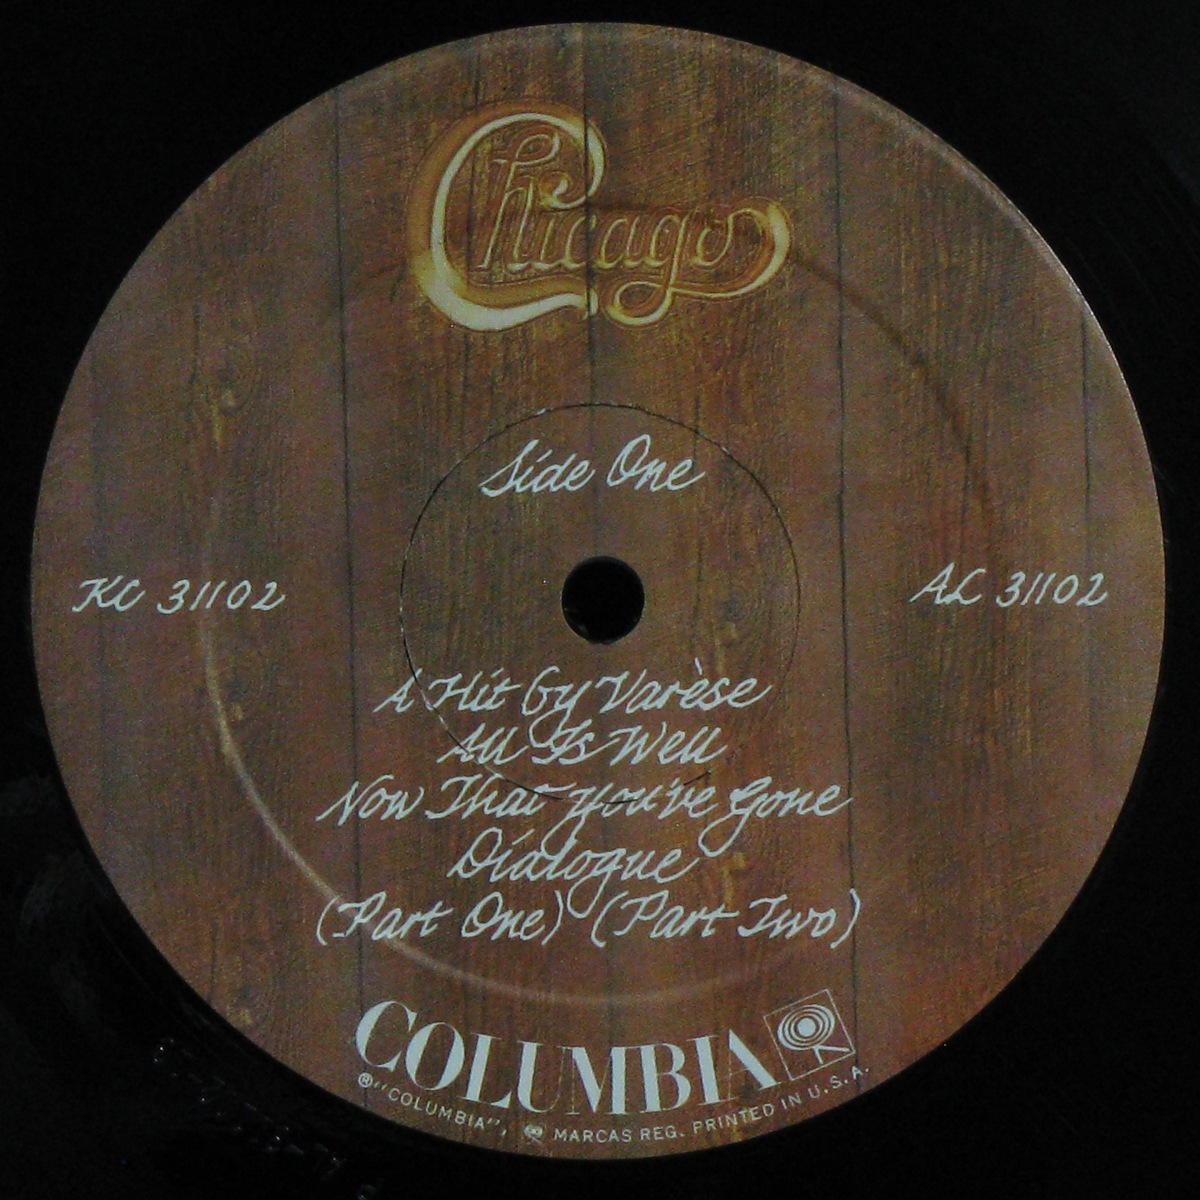 Chicago
Side One
KC 31102
AL 31102
A Hit By Varèse
All Is Well
Now That You've Gone
Dialogue
(Part One) (Part Two)
COLUMBIA
®"COLUMBIA", MARCAS REG. PRINTED IN U.S.A.